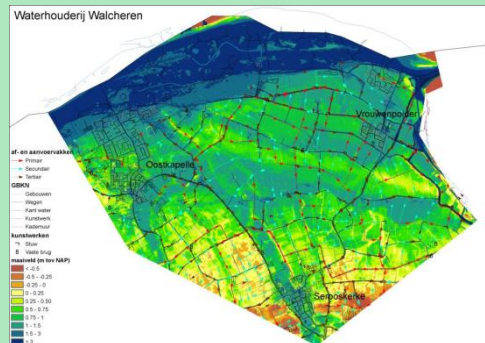 Waterhouderij Walcheren
Vrouwenpolder
Oostkapelle
Serooskerke
af- en aanvoervakken
Primair
Secundair
Tertiair
GBKN
Gebouwen
Wegen
Kant water
Kunstwerk
Kademuur
kunstwerken
Stuw
Vaste brug
maaiveld (m tov NAP)
< -0.5
-0.5 - -0.25
-0.25 - 0
0 - 0.25
0.25 - 0.50
0.5 - 0.75
0.75 - 1
1 - 1.5
1.5 - 3
> 3